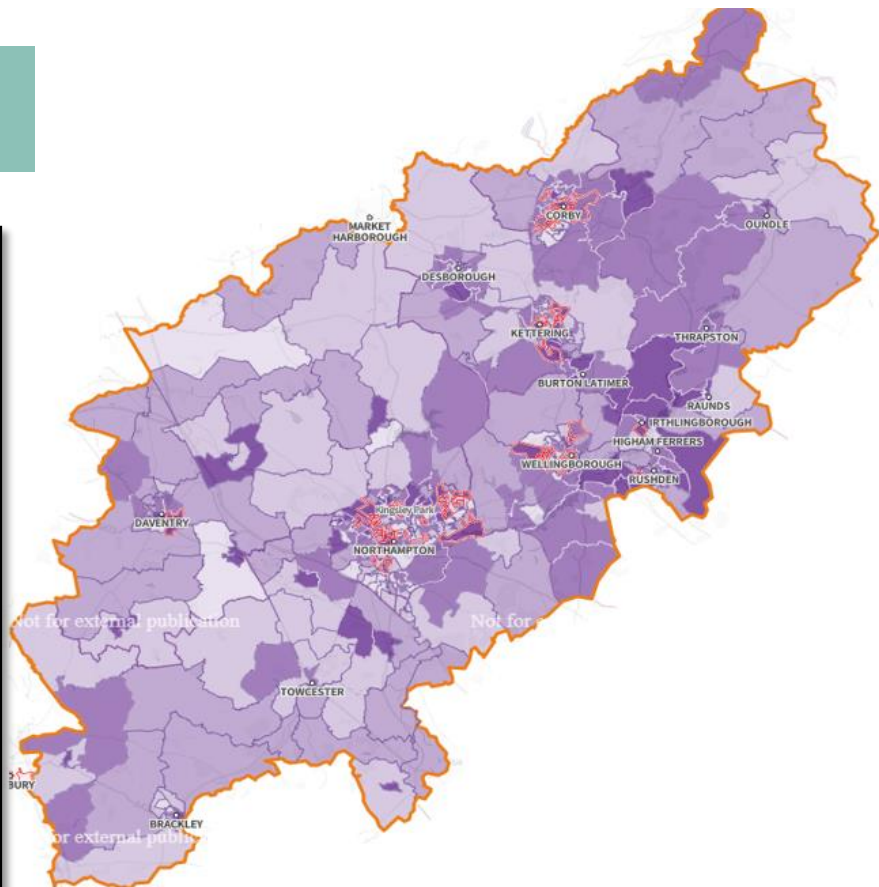 CORBY
OUNDLE
MARKET
HARBOROUGH
DESBOROUGH
KETTERING
THRAPSTON
BURTON LATIMER
RAUNDS
IRTHLINGBOROUGH
HIGHAM FERRERS
WELLINGBOROUGH
RUSHDEN
Kingsley Park
DAVENTRY
NORTHAMPTON
Not for external publication
Not for
TOWCESTER
BURY
BRACKLEY
or external public